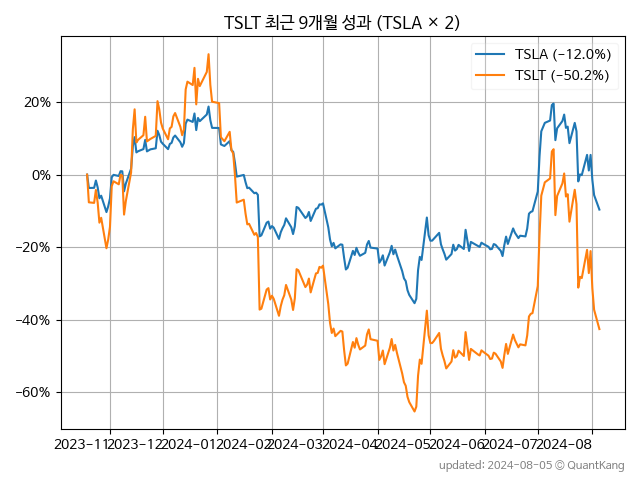 TSLT 최근 9개월 성과 (TSLA × 2)
TSLA (−12.0%)
TSLT (−50.2%)
20%
0%
−20%
−40%
−60%
2023-11 2023-12 2024-01 2024-02 2024-03 2024-04 2024-05 2024-06 2024-07 2024-08
updated: 2024-08-05 © QuantKang